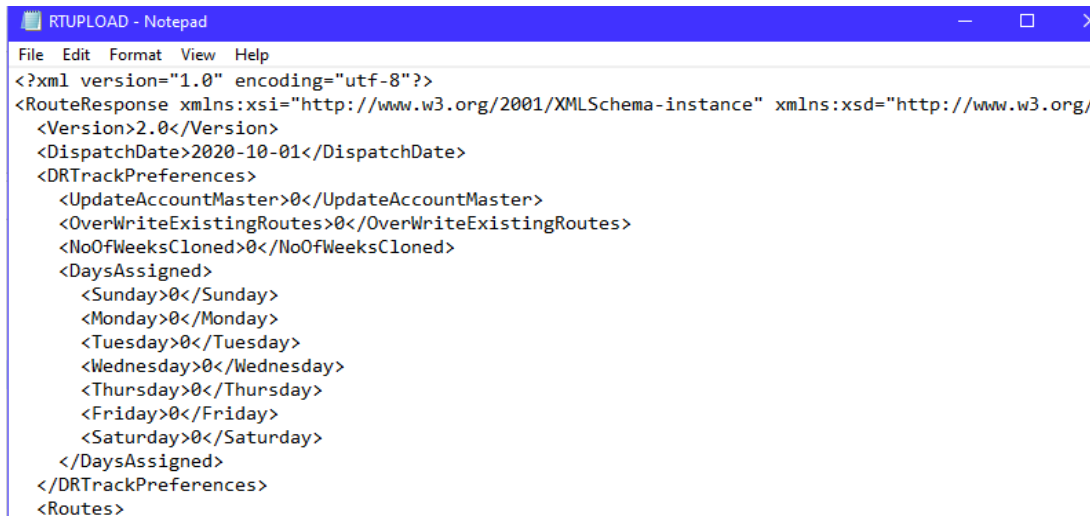 RTUPLOAD - Notepad
File Edit Format View Help
<?xml version="1.0" encoding="utf-8"?>
<RouteResponse xmlns:xsi="http://www.w3.org/2001/XMLSchema-instance" xmlns:xsd="http://www.w3.org/
  <Version>2.0</Version>
  <DispatchDate>2020-10-01</DispatchDate>
  <DRTrackPreferences>
    <UpdateAccountMaster>0</UpdateAccountMaster>
    <OverWriteExistingRoutes>0</OverWriteExistingRoutes>
    <NoOfWeeksCloned>0</NoOfWeeksCloned>
    <DaysAssigned>
      <Sunday>0</Sunday>
      <Monday>0</Monday>
      <Tuesday>0</Tuesday>
      <Wednesday>0</Wednesday>
      <Thursday>0</Thursday>
      <Friday>0</Friday>
      <Saturday>0</Saturday>
    </DaysAssigned>
  </DRTrackPreferences>
  <Routes>